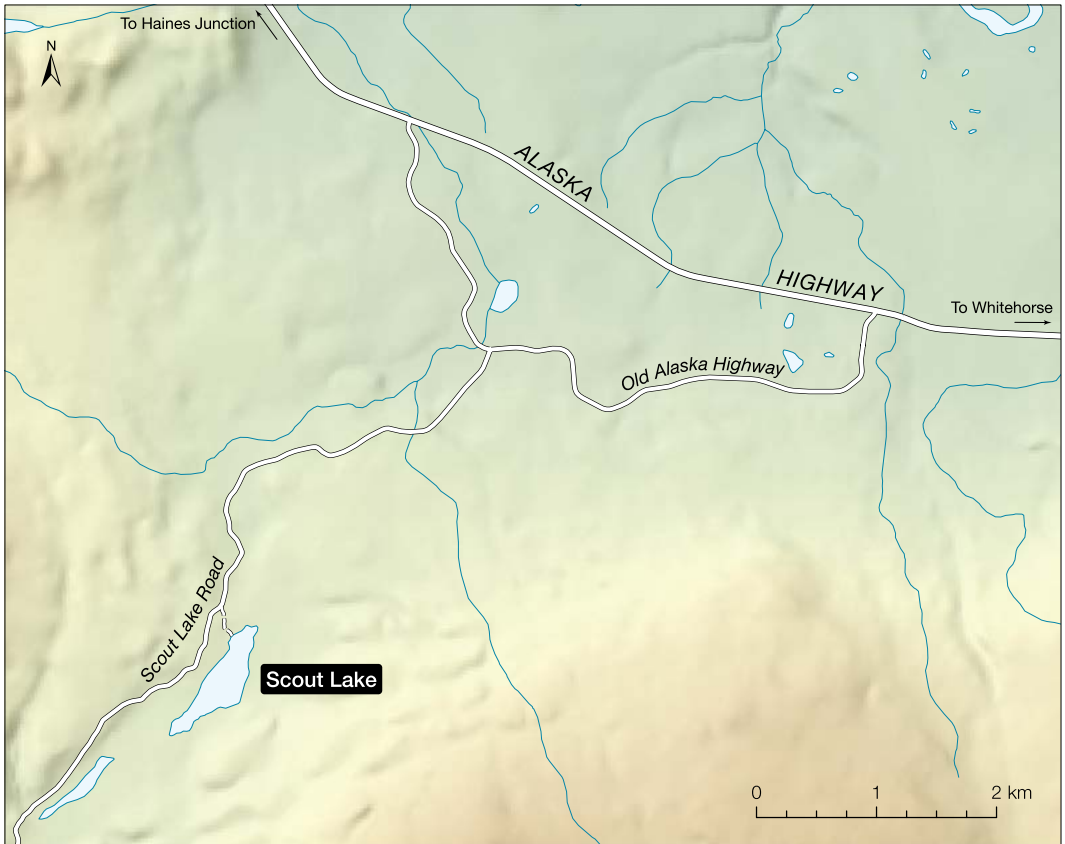 To Haines Junction
N
ALASKA
HIGHWAY
To Whitehorse
Old Alaska Highway
Scout Lake Road
Scout Lake
0 1 2 km